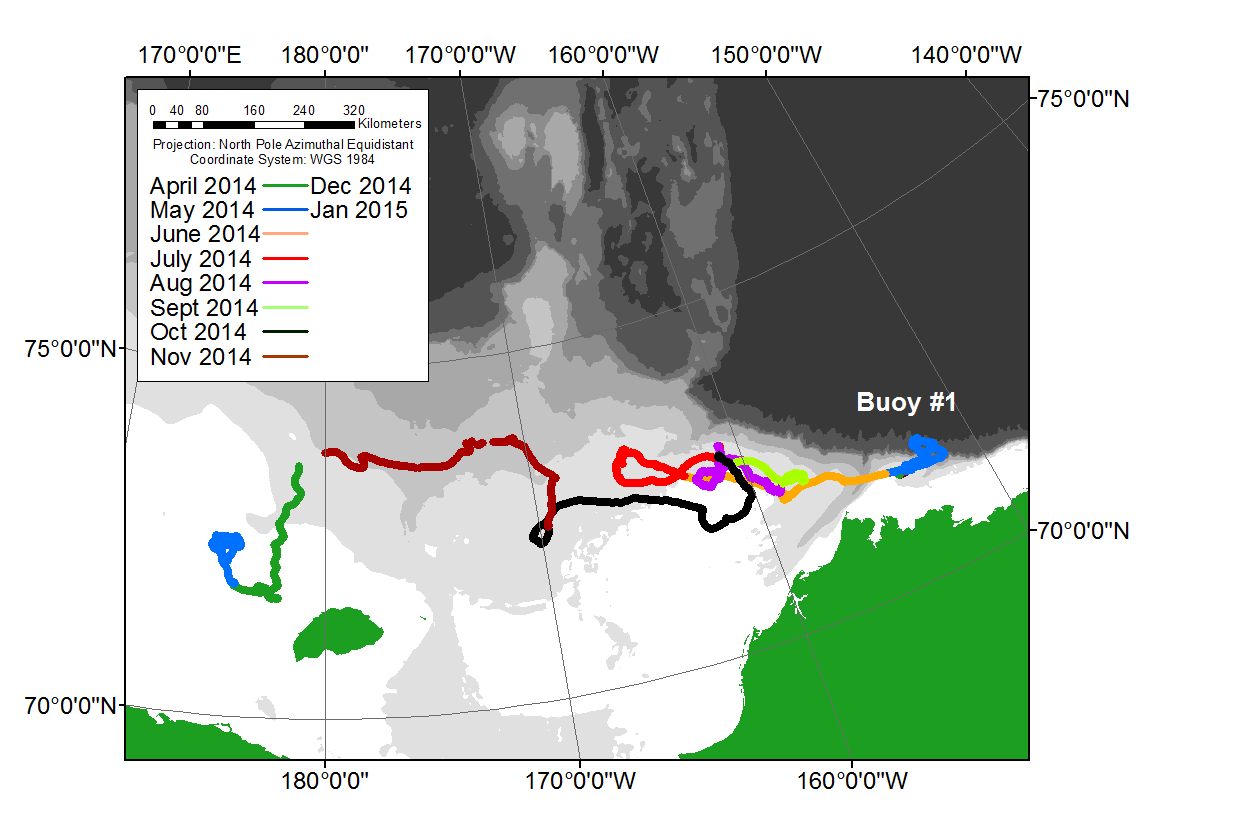 170°0'0"E 180°0'0" 170°0'0"W 160°0'0"W 150°0'0"W 140°0'0"W
0 40 80 160 240 320
Kilometers
Projection: North Pole Azimuthal Equidistant
Coordinate System: WGS 1984
April 2014 Dec 2014
May 2014 Jan 2015
June 2014
July 2014
Aug 2014
Sept 2014
Oct 2014
Nov 2014
75°0'0"N
75°0'0"N
Buoy #1
70°0'0"N
70°0'0"N
180°0'0" 170°0'0"W 160°0'0"W